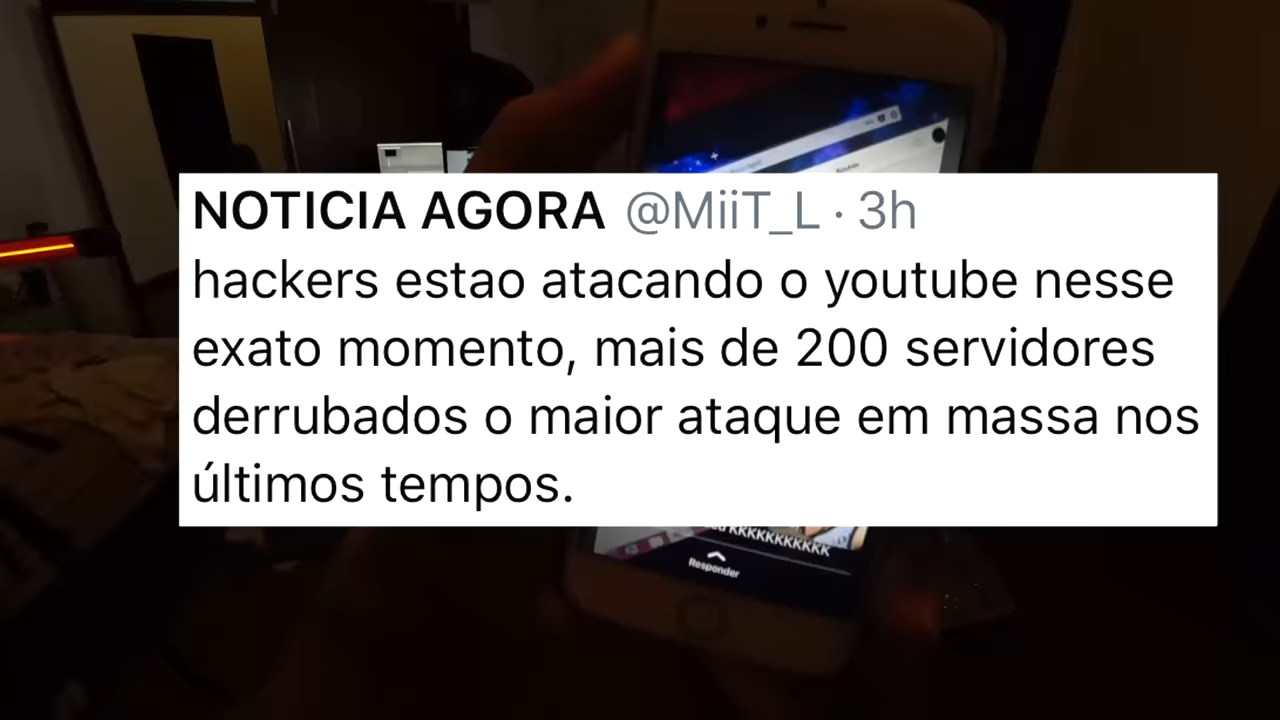 NOTICIA AGORA @MiiT_L · 3h
hackers estao atacando o youtube nesse
exato momento, mais de 200 servidores
derrubados o maior ataque em massa nos
últimos tempos.
KKKKKKKKKKK
Responder